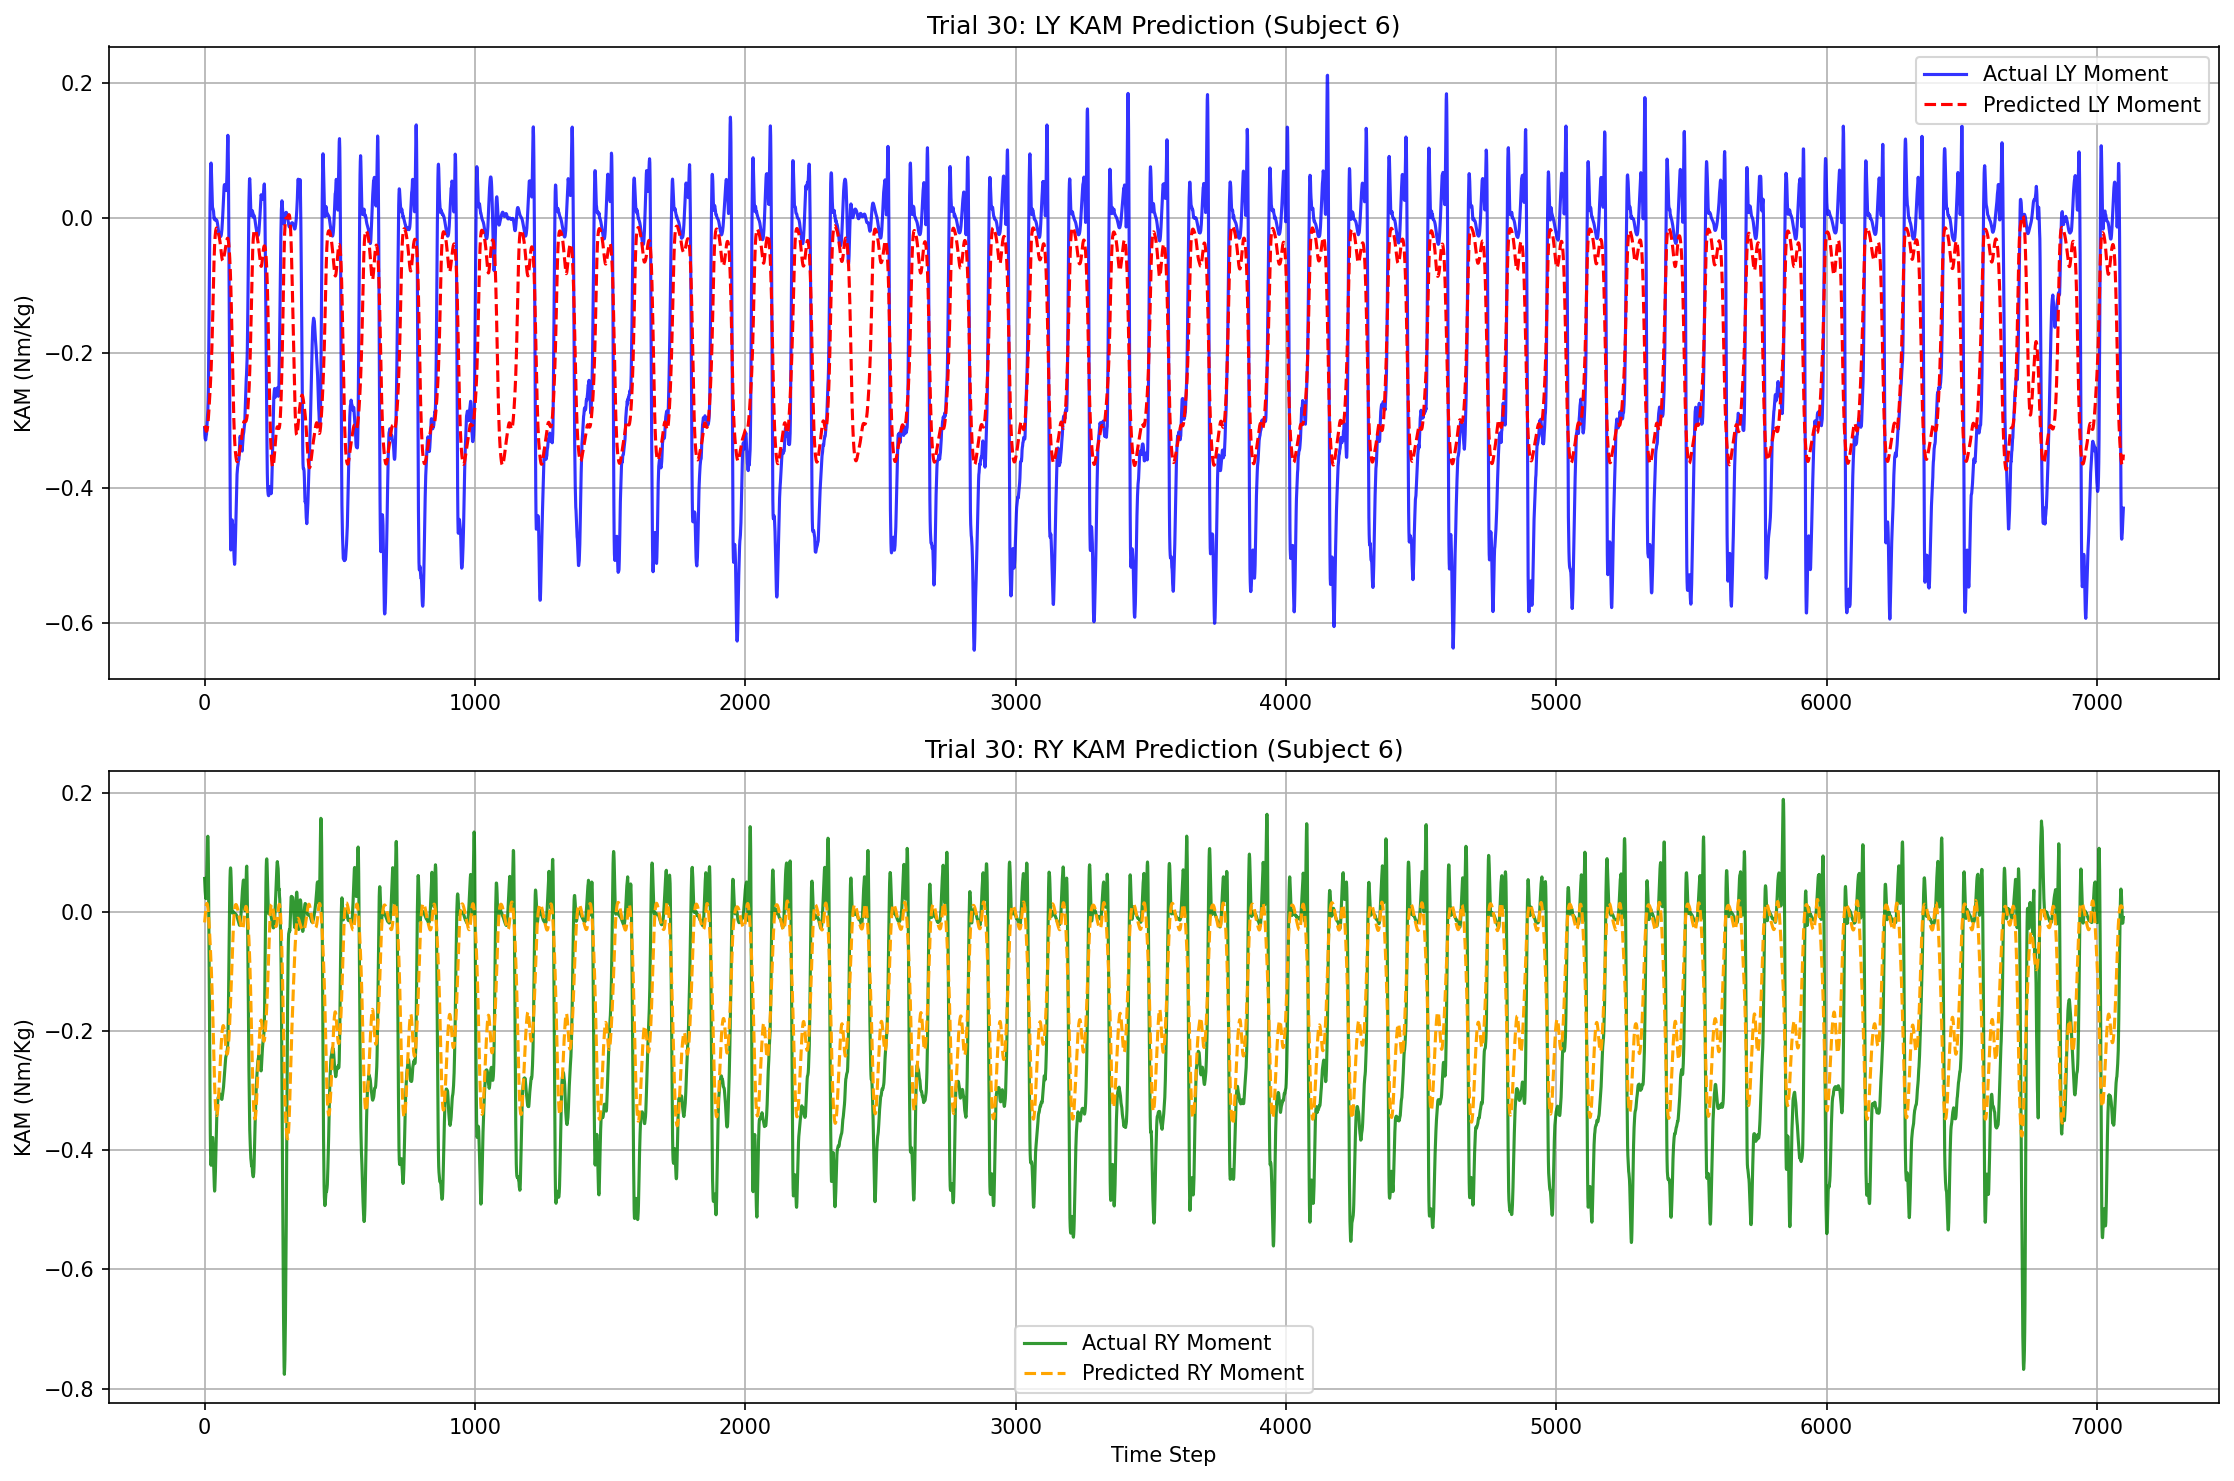 Trial 30: LY KAM Prediction (Subject 6)
Actual LY Moment
Predicted LY Moment
KAM (Nm/Kg)
0.2
0.0
−0.2
−0.4
−0.6
0 1000 2000 3000 4000 5000 6000 7000
Trial 30: RY KAM Prediction (Subject 6)
KAM (Nm/Kg)
0.2
0.0
−0.2
−0.4
−0.6
−0.8
Actual RY Moment
Predicted RY Moment
0 1000 2000 3000 4000 5000 6000 7000
Time Step